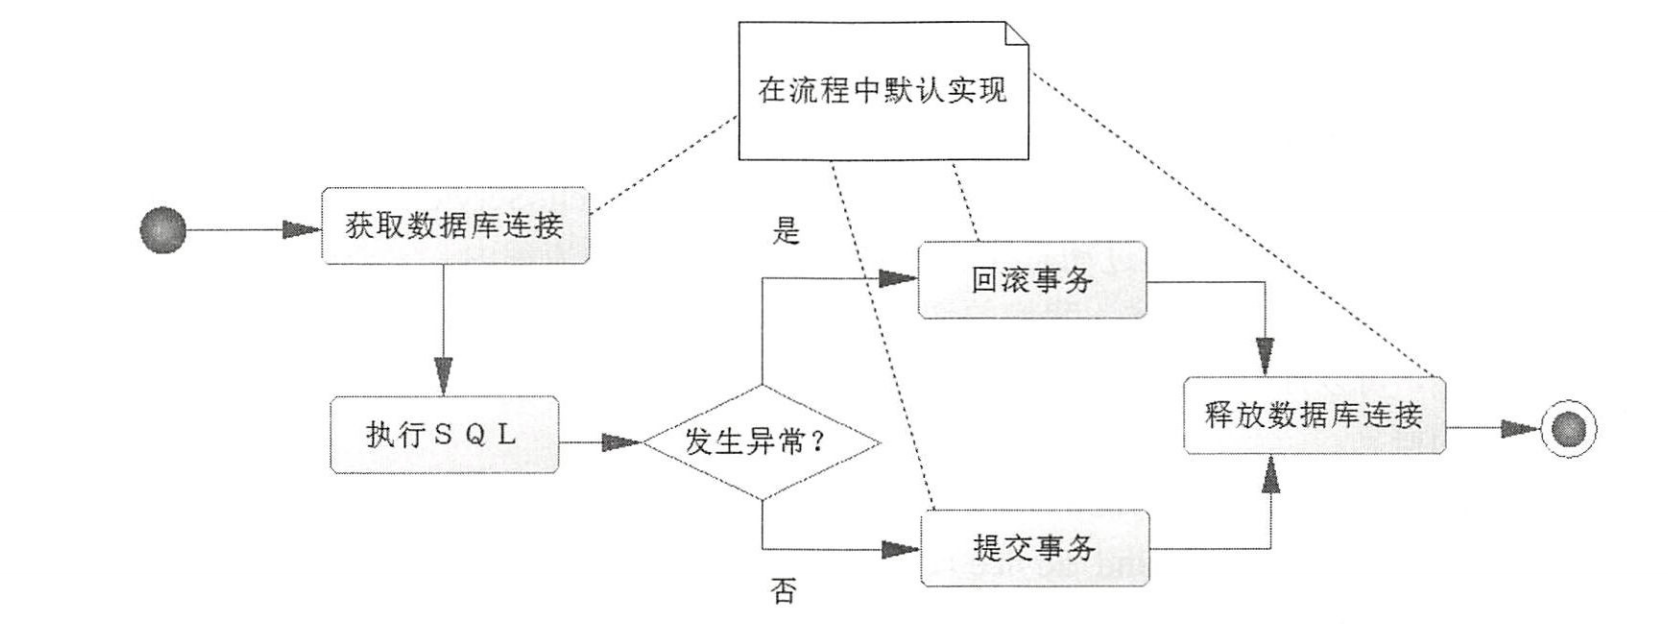 在流程中默认实现
获取数据库连接
是
回滚事务
执行ＳＱＬ
发生异常?
释放数据库连接
提交事务
否